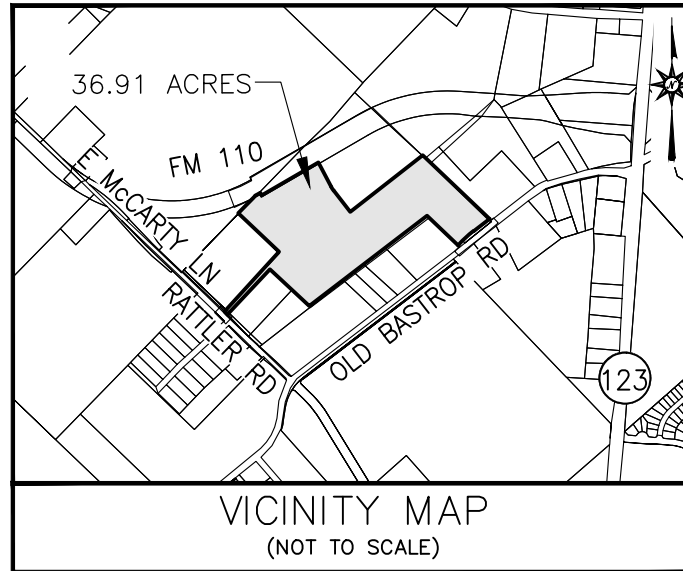 36.91 ACRES
N
FM 110
E McCARTY LN
RATTLER RD
OLD BASTROP RD
123
VICINITY MAP
(NOT TO SCALE)